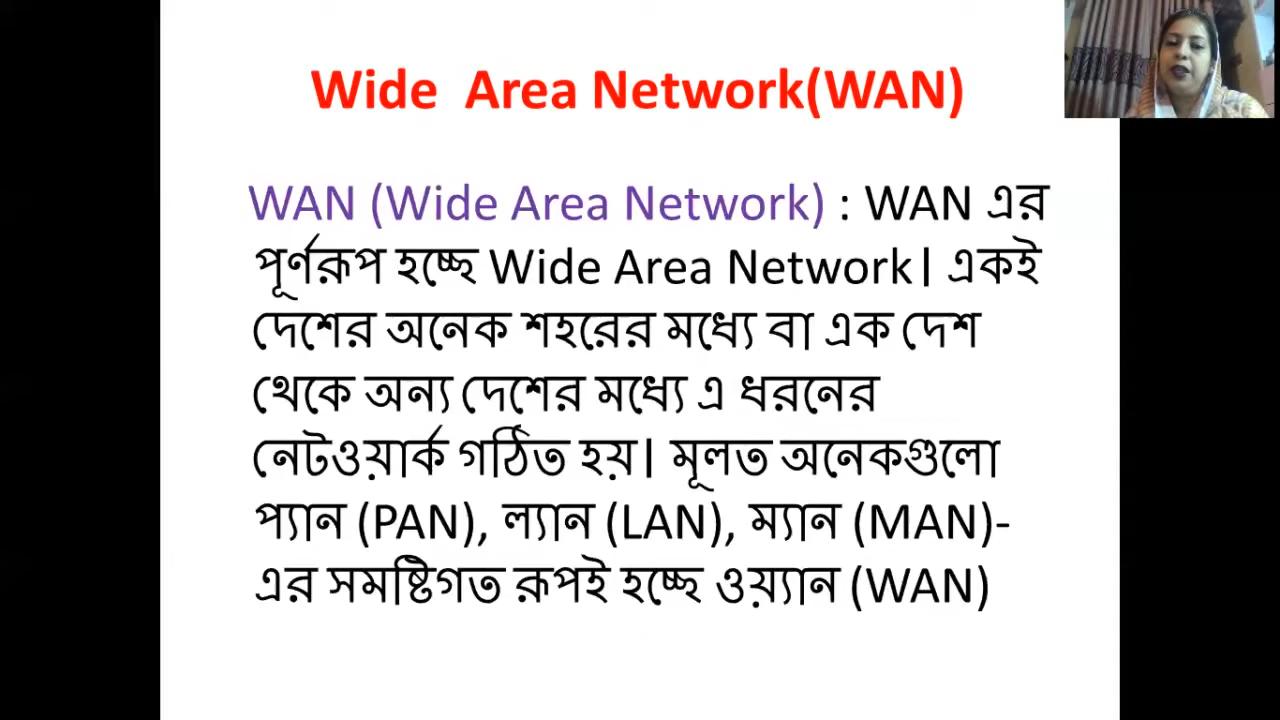 Wide Area Network(WAN)
WAN (Wide Area Network) : WAN এর
পূর্ণরূপ হচ্ছে Wide Area Network। একই
দেশের অনেক শহরের মধ্যে বা এক দেশ
থেকে অন্য দেশের মধ্যে এ ধরনের
নেটওয়ার্ক গঠিত হয়। মূলত অনেকগুলো
প্যান (PAN), ল্যান (LAN), ম্যান (MAN)-
এর সমষ্টিগত রূপই হচ্ছে ওয়্যান (WAN)